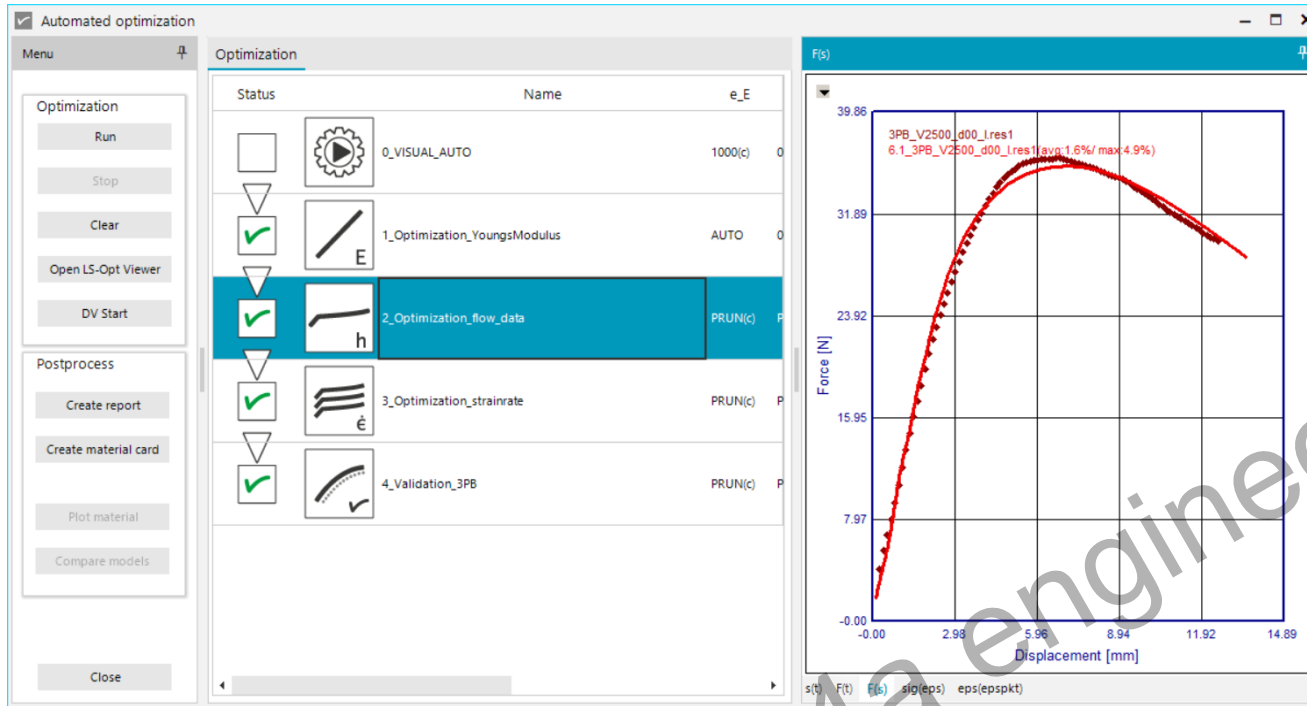 Automated optimization
Menu
Optimization
Run
Stop
Clear
Open LS-Opt Viewer
DV Start
Postprocess
Create report
Create material card
Plot material
Compare models
Close
Optimization
Status Name e_E
0_VISUAL_AUTO 1000(c) 0
1_Optimization_YoungsModulus AUTO 0
E
2_Optimization_flow_data PRUN(c) P
h
3_Optimization_strainrate PRUN(c) P
ε̇
4_Validation_3PB PRUN(c) P
F(s)
39.86
3PB_V2500_d00_l.res1
6.1_3PB_V2500_d00_l.res1(avg:1.6%/ max:4.9%)
31.89
23.92
Force [N]
15.95
7.97
-0.00
-0.00 2.98 5.96 8.94 11.92 14.89
Displacement [mm]
s(t) F(t) F(s) sig(eps) eps(epspkt)